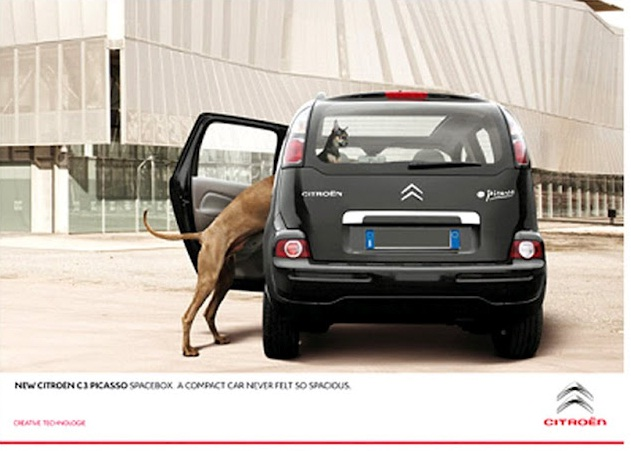 CITROËN
Picasso
NEW CITROËN C3 PICASSO SPACEBOX. A COMPACT CAR NEVER FELT SO SPACIOUS.
CREATIVE TECHNOLOGIE
CITROËN